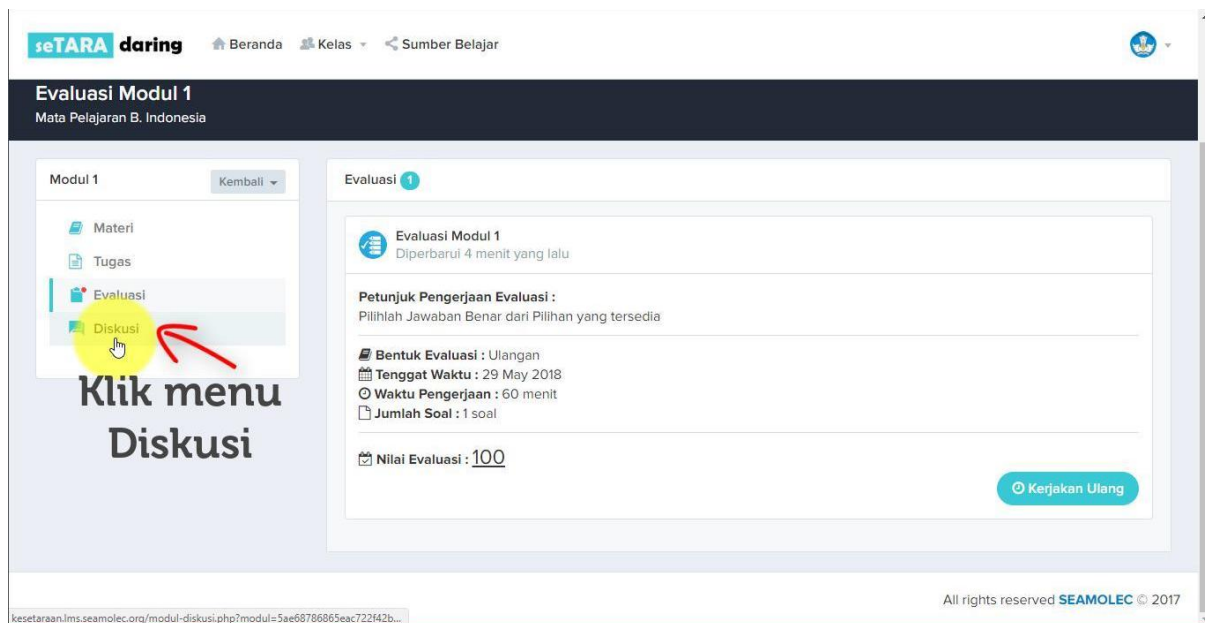 seTARA daring Beranda Kelas Sumber Belajar
Evaluasi Modul 1
Mata Pelajaran B. Indonesia
Modul 1 Kembali
Materi
Tugas
Evaluasi
Diskusi
Klik menu
Diskusi
Evaluasi 1
Evaluasi Modul 1
Diperbarui 4 menit yang lalu
Petunjuk Pengerjaan Evaluasi :
Pilihlah Jawaban Benar dari Pilihan yang tersedia
Bentuk Evaluasi : Ulangan
Tenggat Waktu : 29 May 2018
Waktu Pengerjaan : 60 menit
Jumlah Soal : 1 soal
Nilai Evaluasi : 100
Kerjakan Ulang
All rights reserved SEAMOLEC © 2017
kesetaraan.lms.seamolec.org/modul-diskusi.php?modul=5ae68786865eac722f42b...